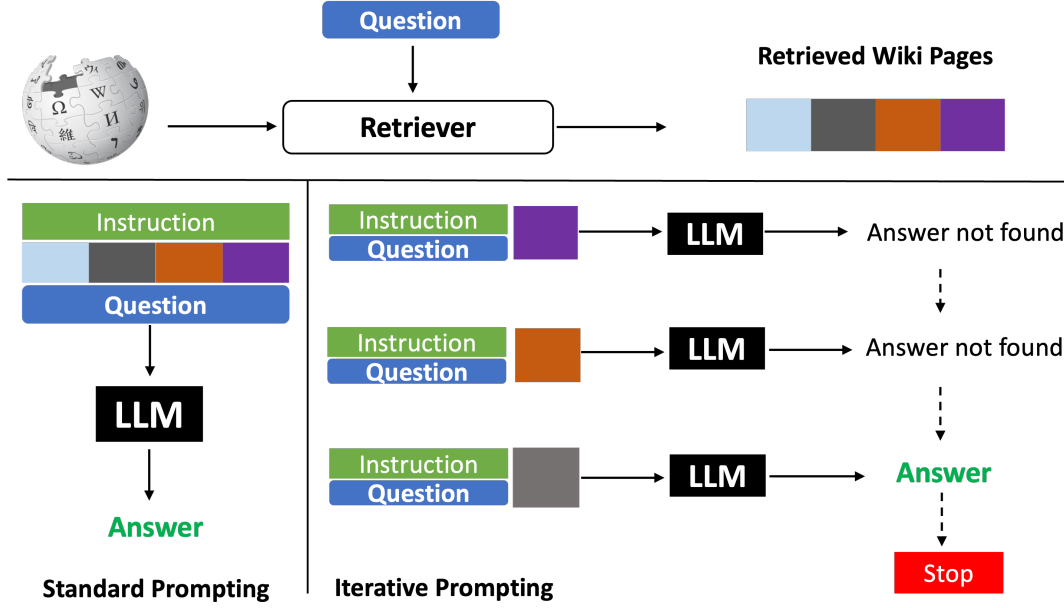 Question
Retrieved Wiki Pages
Retriever
Ω
W
維
И
Instruction
Question
LLM
Answer
Standard Prompting
Instruction
Question
LLM
Answer not found
Instruction
Question
LLM
Answer not found
Instruction
Question
LLM
Answer
Stop
Iterative Prompting